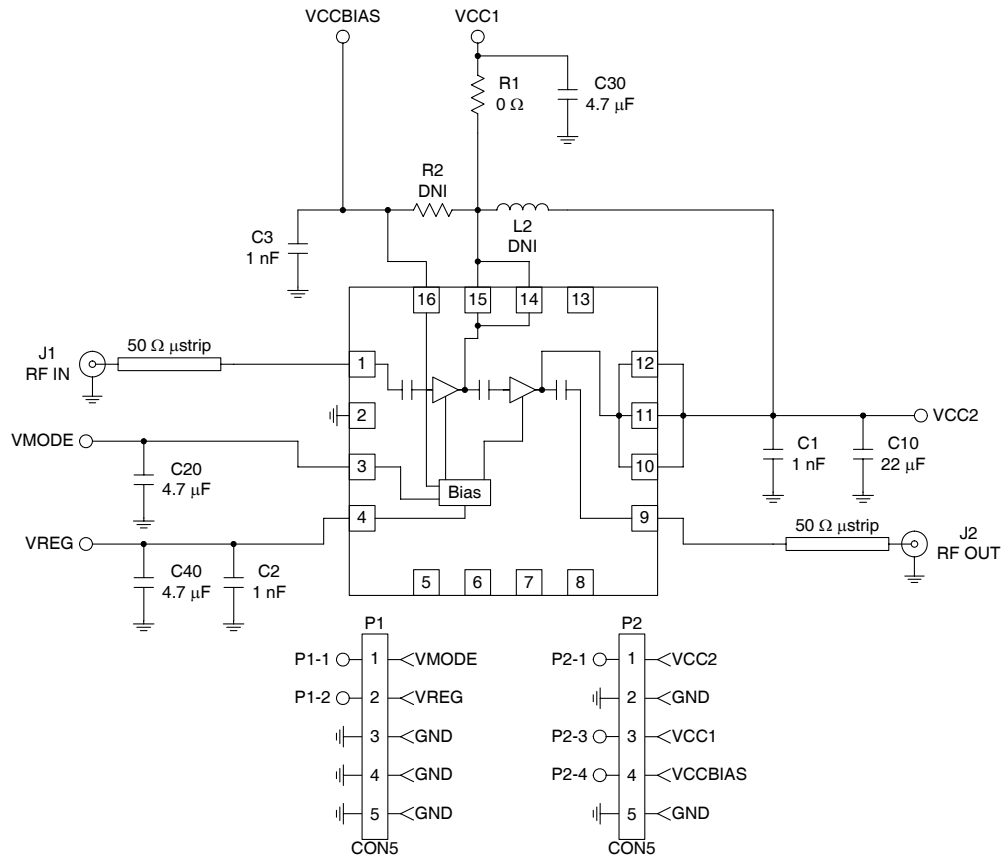 VCCBIAS
VCC1
R1
0 Ω
C30
4.7 μF
R2
DNI
L2
DNI
C3
1 nF
16
15
14
13
J1
RF IN
50 Ω μstrip
1
12
2
11
VCC2
VMODE
C1
1 nF
C10
22 μF
C20
4.7 μF
3
10
Bias
4
9
50 Ω μstrip
J2
RF OUT
VREG
C40
4.7 μF
C2
1 nF
5
6
7
8
P1
P1-1
1
VMODE
P1-2
2
VREG
3
GND
4
GND
5
GND
CON5
P2
P2-1
1
VCC2
2
GND
P2-3
3
VCC1
P2-4
4
VCCBIAS
5
GND
CON5